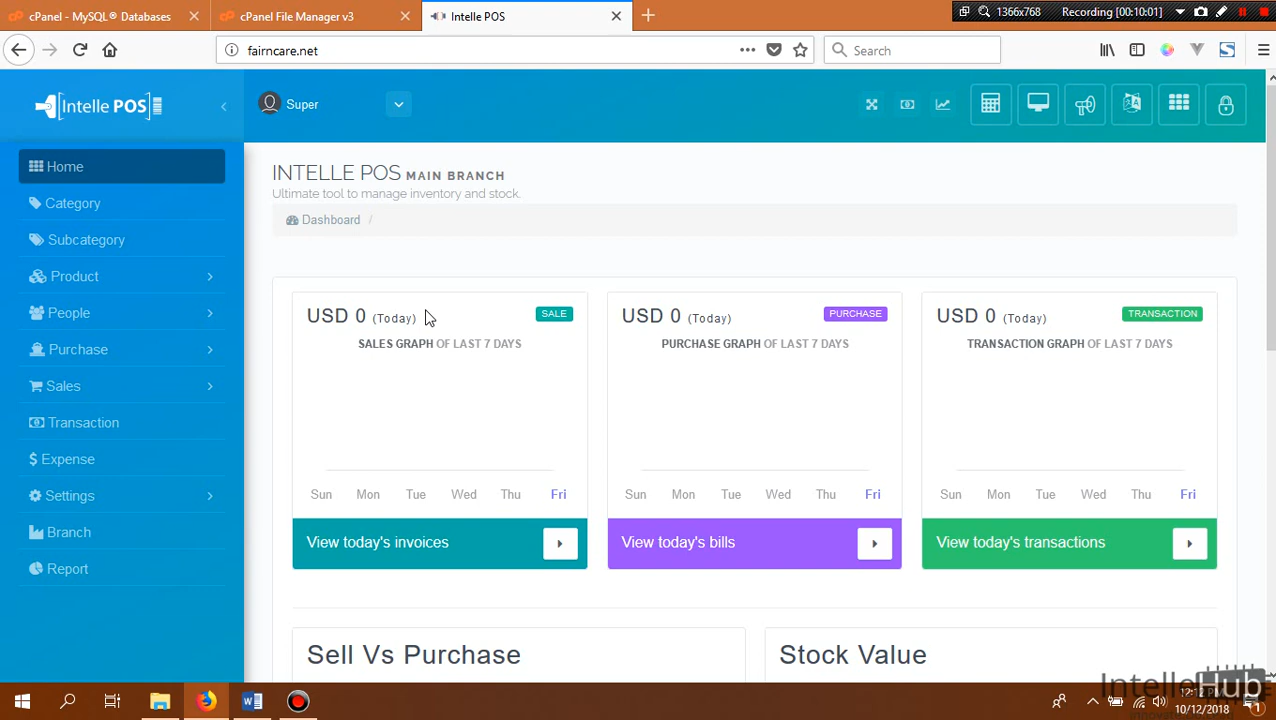 cPanel - MySQL® Databases
cPanel File Manager v3
Intelle POS
1366x768
Recording [00:10:01]
fairncare.net
Search
Intelle POS
Super
Home
Category
Subcategory
Product
People
Purchase
Sales
Transaction
Expense
Settings
Branch
Report
INTELLE POS MAIN BRANCH
Ultimate tool to manage inventory and stock.
Dashboard /
USD 0 (Today)
SALE
SALES GRAPH OF LAST 7 DAYS
Sun Mon Tue Wed Thu Fri
View today's invoices
USD 0 (Today)
PURCHASE
PURCHASE GRAPH OF LAST 7 DAYS
Sun Mon Tue Wed Thu Fri
View today's bills
USD 0 (Today)
TRANSACTION
TRANSACTION GRAPH OF LAST 7 DAYS
Sun Mon Tue Wed Thu Fri
View today's transactions
Sell Vs Purchase
Stock Value
IntelleHub
12:12 PM
10/12/2018
1